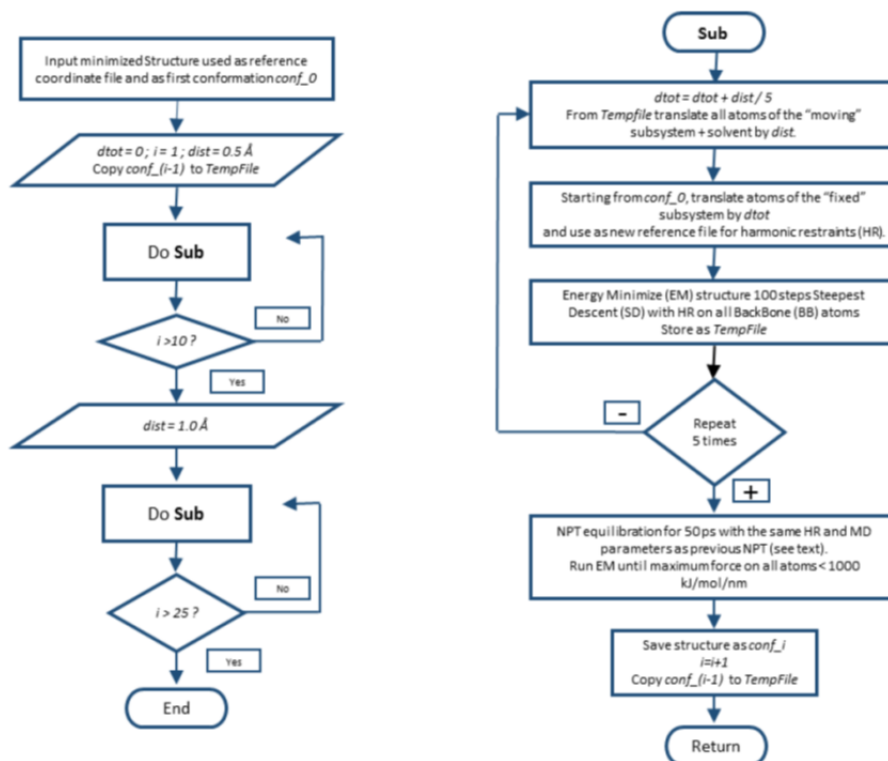 Input minimized Structure used as reference
coordinate file and as first conformation conf_0
dtot = 0 ; i = 1 ; dist = 0.5 Å
Copy conf_(i-1) to TempFile
Do Sub
No
i >10 ?
Yes
dist = 1.0 Å
Do Sub
No
i > 25 ?
Yes
End
Sub
dtot = dtot + dist / 5
From Tempfile translate all atoms of the “moving”
subsystem + solvent by dist.
Starting from conf_0, translate atoms of the “fixed”
subsystem by dtot
and use as new reference file for harmonic restraints (HR).
Energy Minimize (EM) structure 100 steps Steepest
Descent (SD) with HR on all BackBone (BB) atoms
Store as TempFile
-
Repeat
5 times
+
NPT equilibration for 50 ps with the same HR and MD
parameters as previous NPT (see text).
Run EM until maximum force on all atoms < 1000
kJ/mol/nm
Save structure as conf_i
i=i+1
Copy conf_(i-1) to TempFile
Return